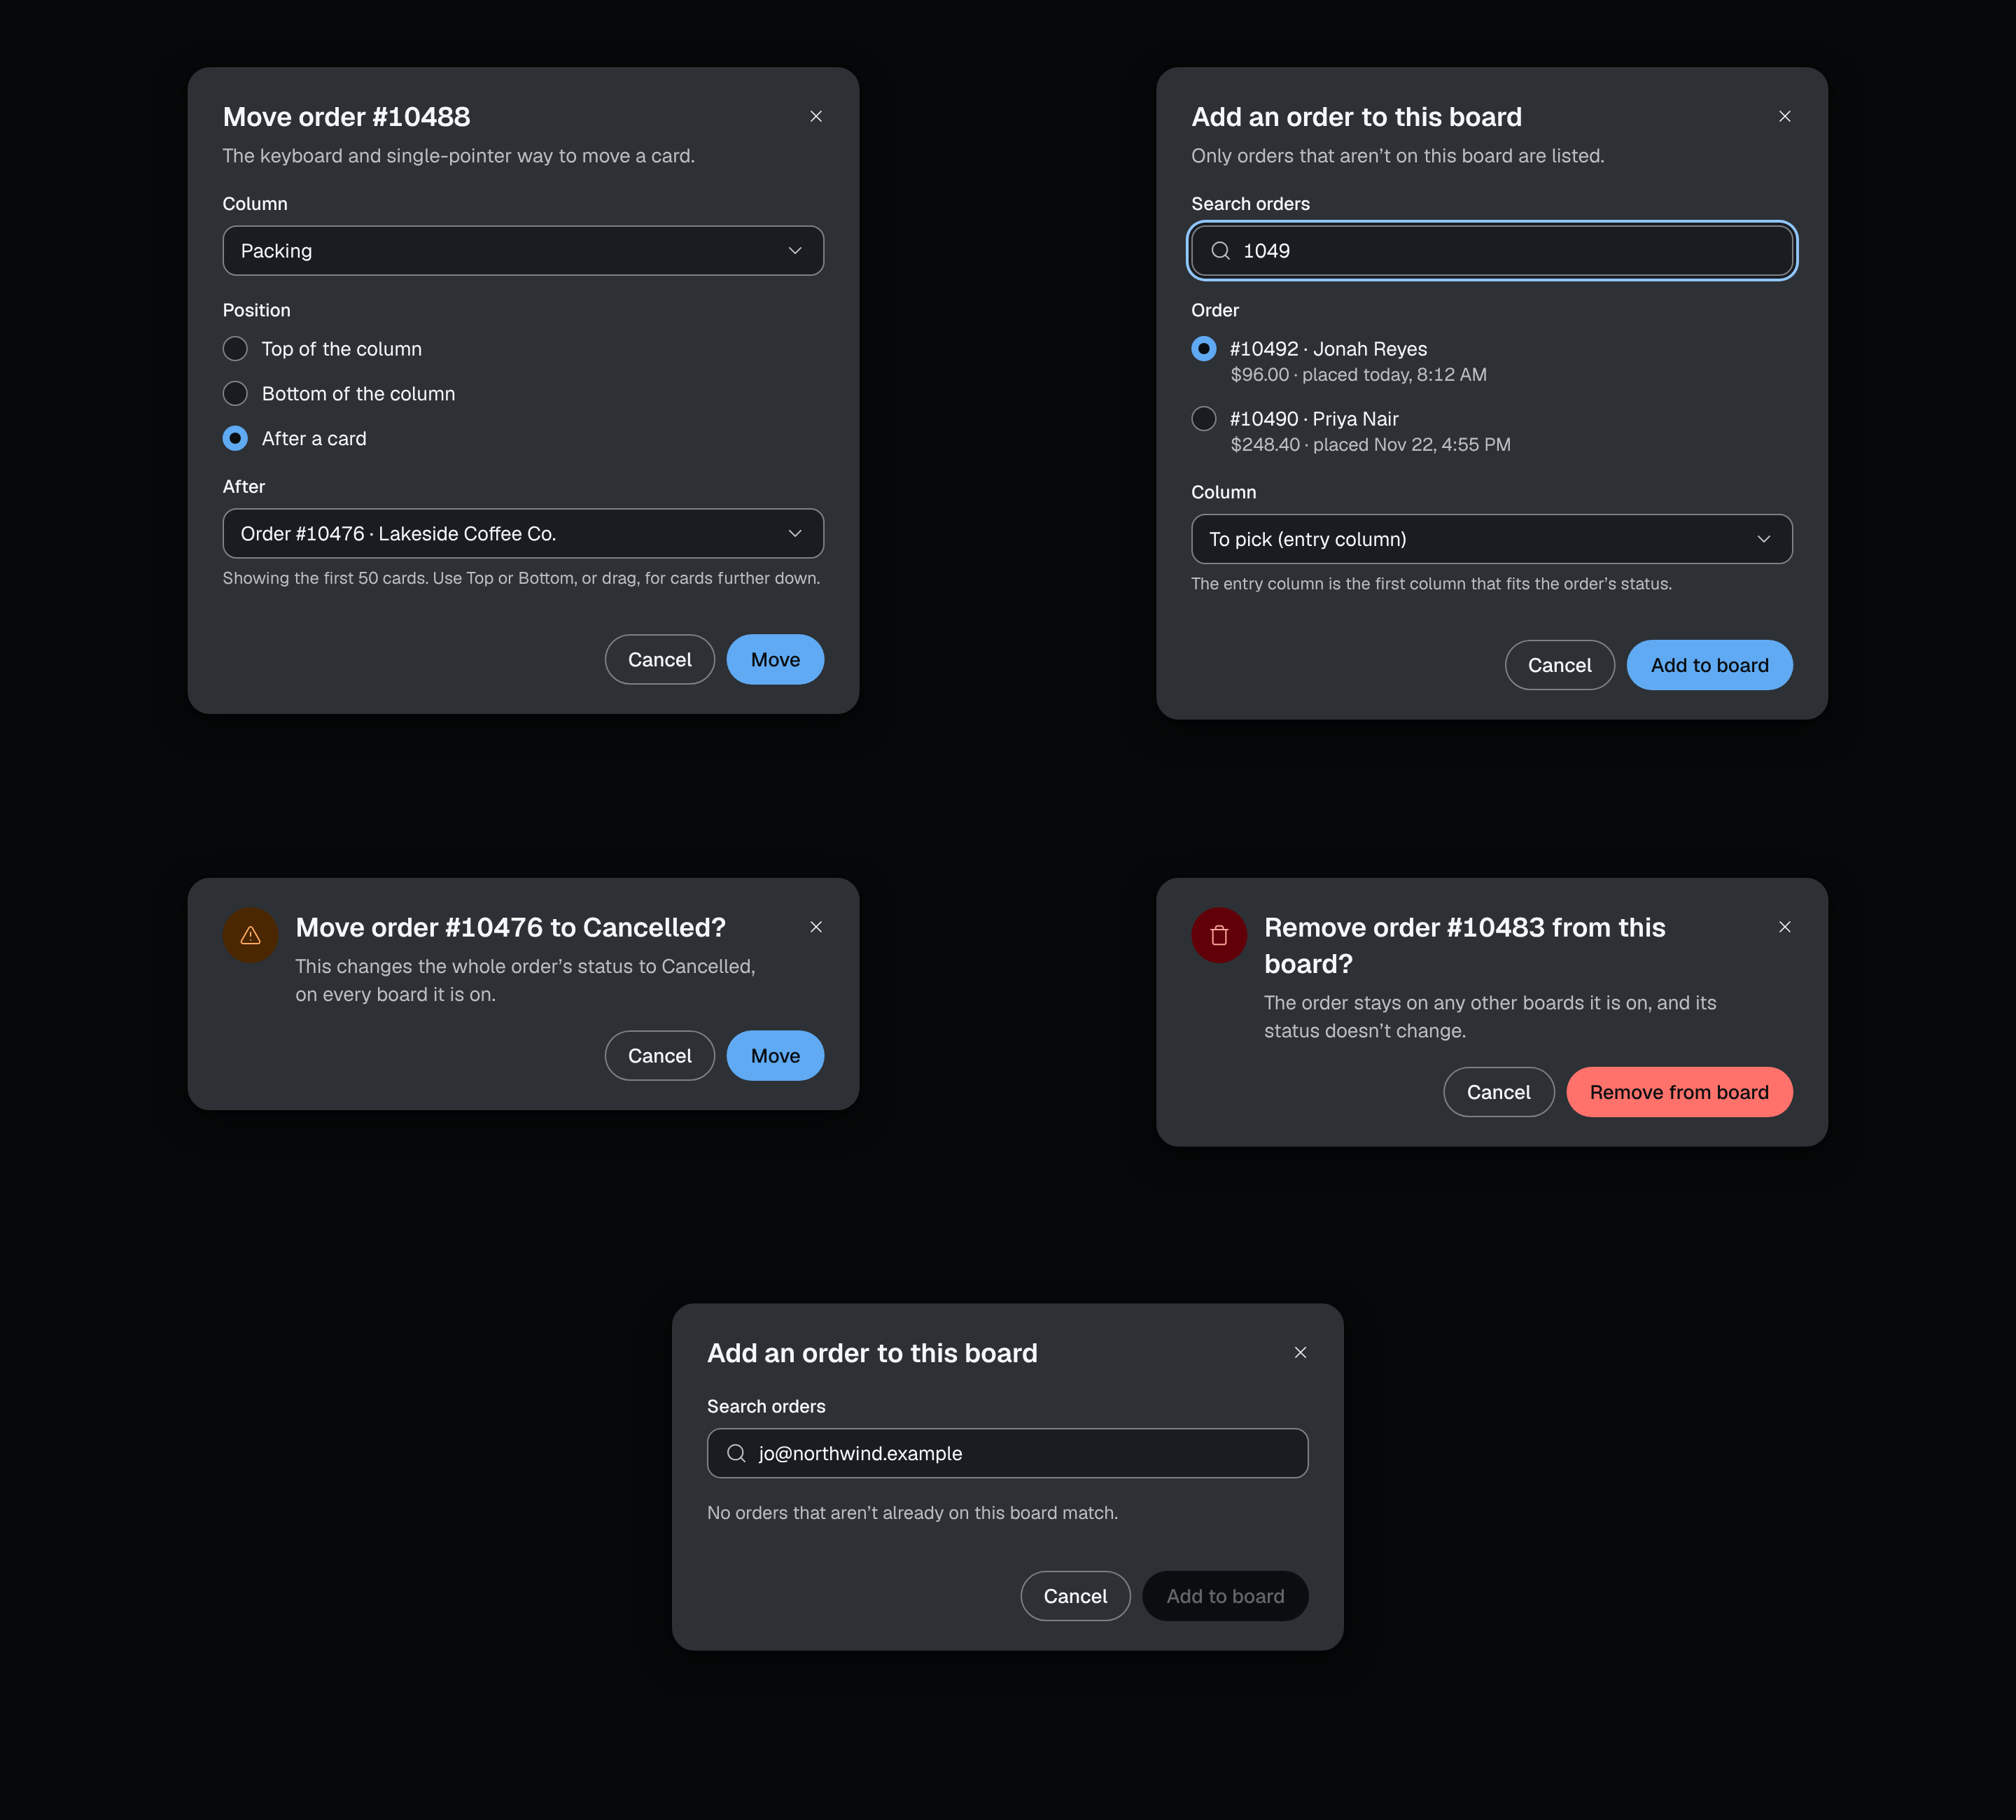 Move order #10488
The keyboard and single-pointer way to move a card.
Column
Packing
Position
Top of the column
Bottom of the column
After a card
After
Order #10476 · Lakeside Coffee Co.
Showing the first 50 cards. Use Top or Bottom, or drag, for cards further down.
Cancel
Move
Add an order to this board
Only orders that aren’t on this board are listed.
Search orders
1049
Order
#10492 · Jonah Reyes
$96.00 · placed today, 8:12 AM
#10490 · Priya Nair
$248.40 · placed Nov 22, 4:55 PM
Column
To pick (entry column)
The entry column is the first column that fits the order’s status.
Cancel
Add to board
Move order #10476 to Cancelled?
This changes the whole order’s status to Cancelled,
on every board it is on.
Cancel
Move
Remove order #10483 from this
board?
The order stays on any other boards it is on, and its
status doesn’t change.
Cancel
Remove from board
Add an order to this board
Search orders
jo@northwind.example
No orders that aren’t already on this board match.
Cancel
Add to board